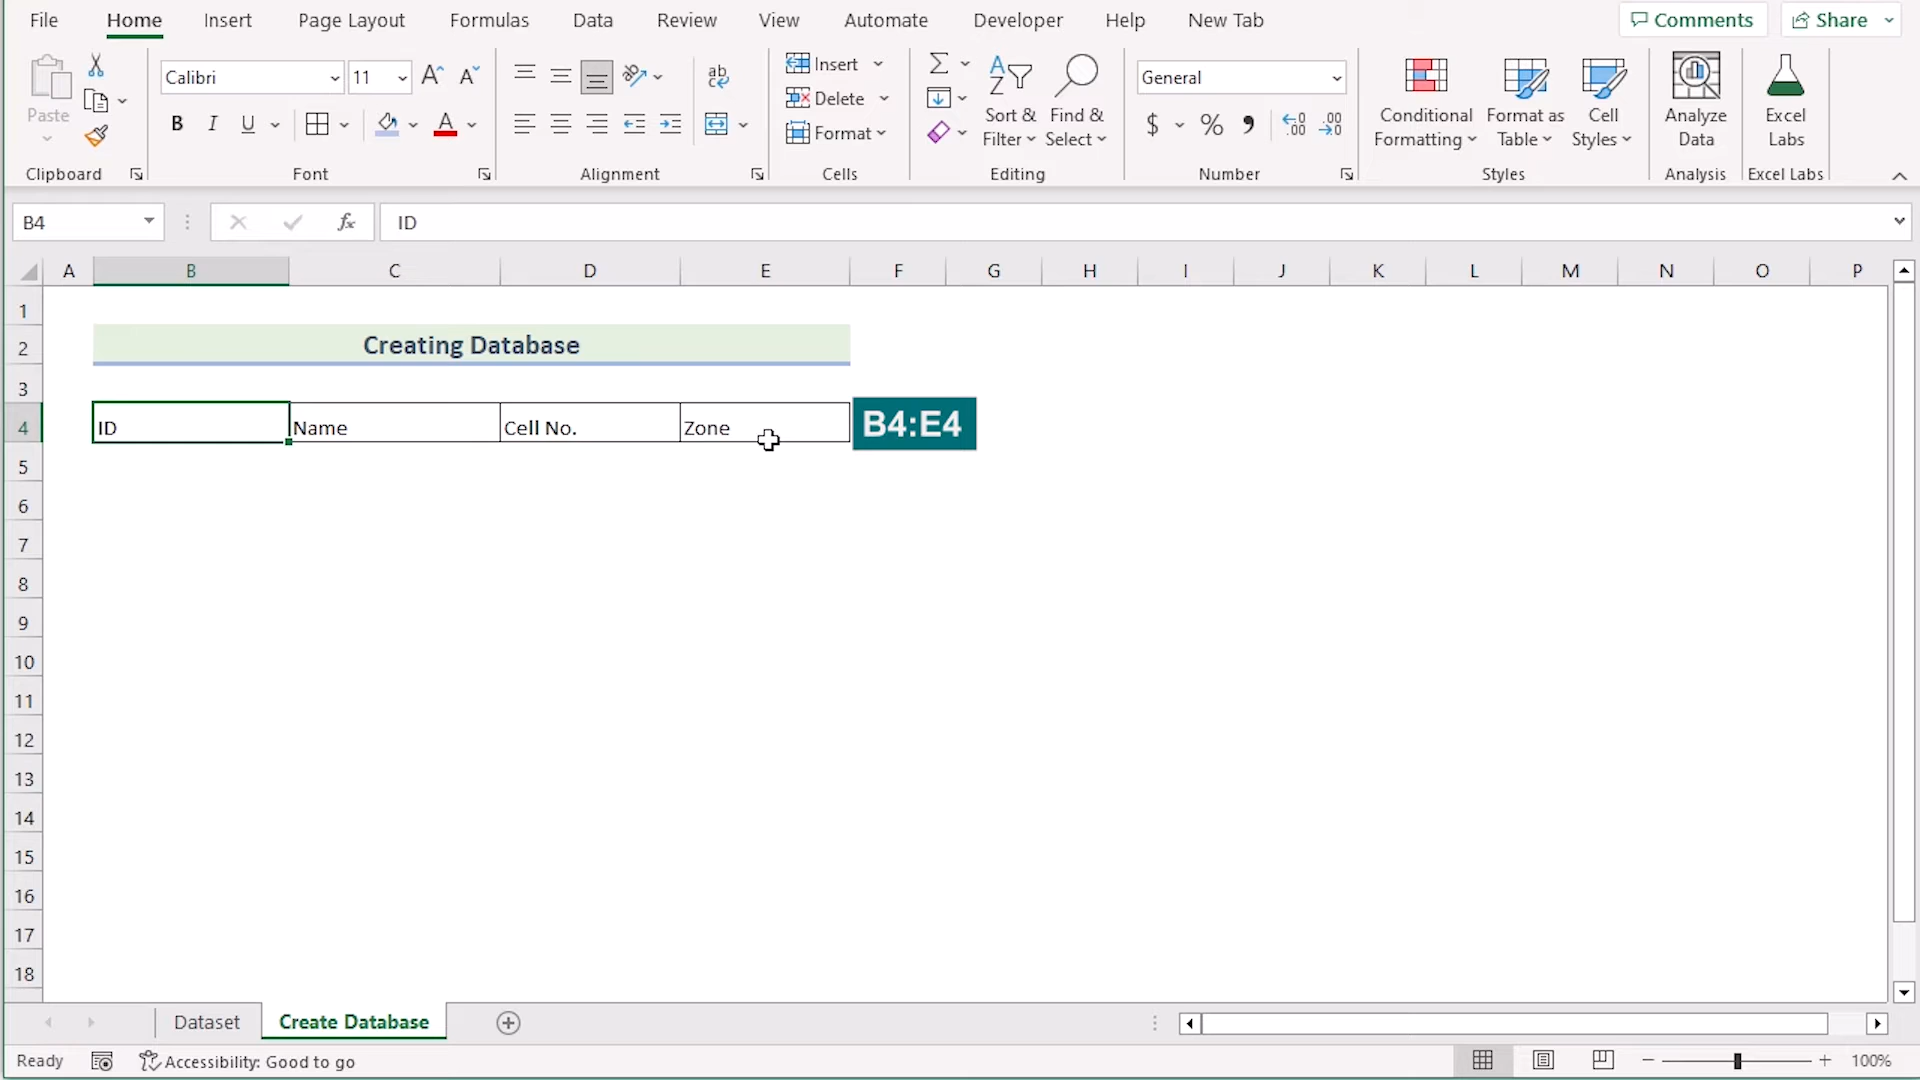 File Home Insert Page Layout Formulas Data Review View Automate Developer Help New Tab Comments Share
Paste
Calibri 11
B I U A
ab
Insert
Delete
Format
Sort & Filter
Find & Select
General
$ %
Conditional Formatting
Format as Table
Cell Styles
Analyze Data
Excel Labs
Clipboard Font Alignment Cells Editing Number Styles Analysis Excel Labs
B4 fx ID
A B C D E F G H I J K L M N O P
1
2 Creating Database
3
4 ID Name Cell No. Zone B4:E4
5
6
7
8
9
10
11
12
13
14
15
16
17
18
Dataset Create Database
Ready Accessibility: Good to go 100%